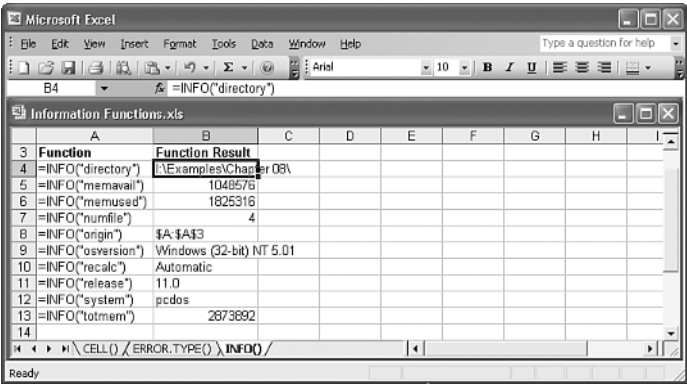 Microsoft Excel
File Edit View Insert Format Tools Data Window Help Type a question for help
Σ Arial 10 B I U
B4 fx =INFO("directory")
Information Functions.xls
A B C D E F G H I
3 Function Function Result
4 =INFO("directory") I:\Examples\Chapter 08\
5 =INFO("memavail") 1048576
6 =INFO("memused") 1825316
7 =INFO("numfile") 4
8 =INFO("origin") $A:$A$3
9 =INFO("osversion") Windows (32-bit) NT 5.01
10 =INFO("recalc") Automatic
11 =INFO("release") 11.0
12 =INFO("system") pcdos
13 =INFO("totmem") 2873892
14
CELL() ERROR.TYPE() INFO()
Ready